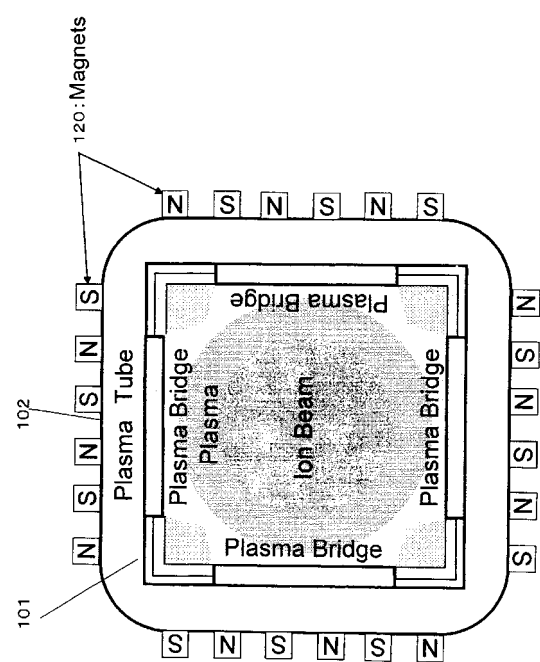 102
120:Magnets
101
N S N S N S
Plasma Tube
Plasma Bridge
Plasma
Ion Beam
Plasma Bridge
Plasma Bridge
Plasma Bridge
S
N
S
N
S
N
N
S
N
S
N
S
S N S N S N